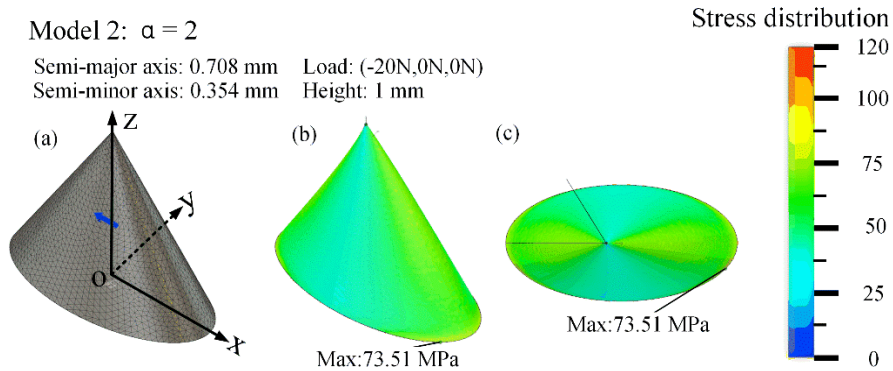 Stress distribution
Model 2: α = 2
Semi-major axis: 0.708 mm Load: (-20N,0N,0N)
Semi-minor axis: 0.354 mm Height: 1 mm
(a)
z
y
o
x
(b)
Max:73.51 MPa
(c)
Max:73.51 MPa
120
100
75
50
25
0